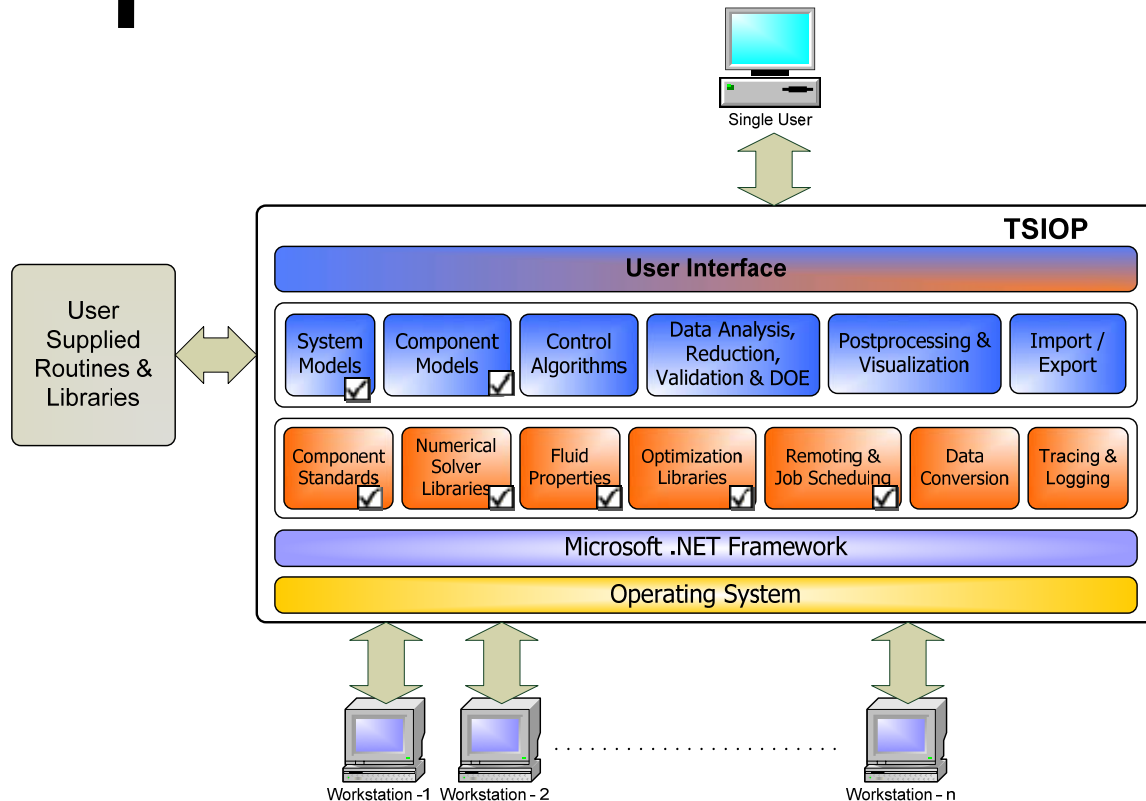 Single User
TSIOP
User Interface
User
Supplied
Routines &
Libraries
System
Models
Component
Models
Control
Algorithms
Data Analysis,
Reduction,
Validation & DOE
Postprocessing &
Visualization
Import /
Export
Component
Standards
Numerical
Solver
Libraries
Fluid
Properties
Optimization
Libraries
Remoting &
Job Scheduing
Data
Conversion
Tracing &
Logging
Microsoft .NET Framework
Operating System
Workstation -1
Workstation - 2
Workstation - n